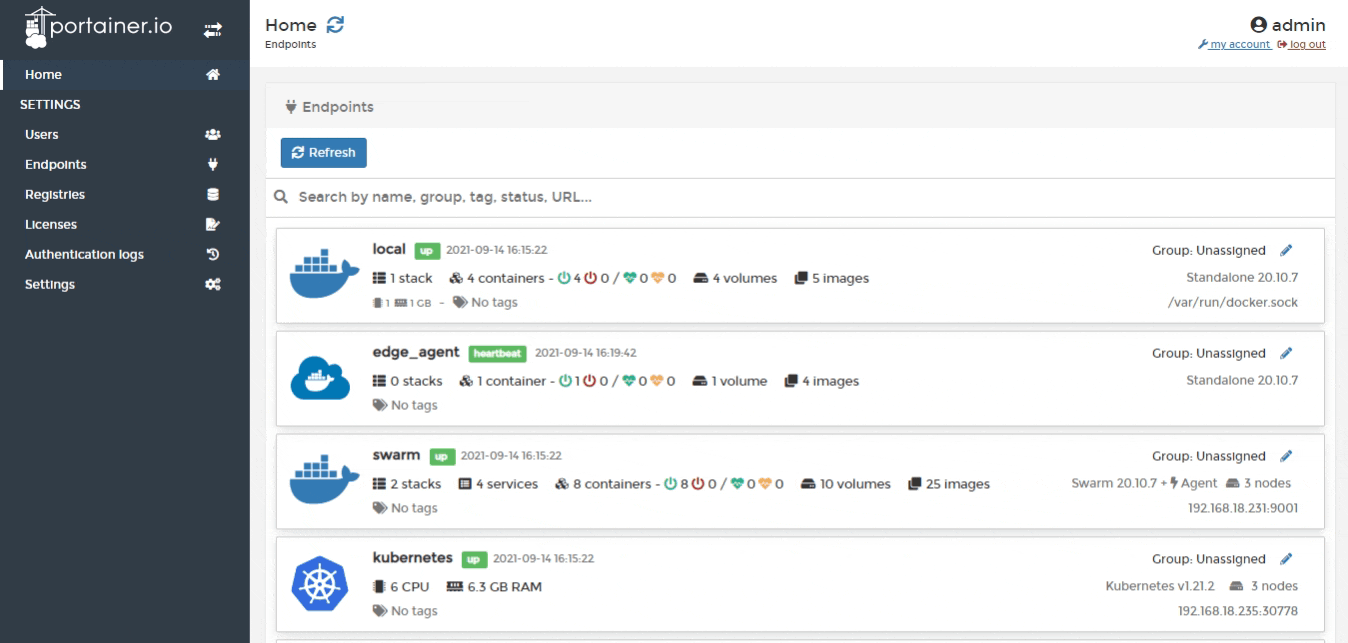 portainer.io
Home
SETTINGS
Users
Endpoints
Registries
Licenses
Authentication logs
Settings
Home
Endpoints
admin
my account log out
Endpoints
Refresh
Search by name, group, tag, status, URL...
local up 2021-09-14 16:15:22 Group: Unassigned
1 stack 4 containers - 4 0 / 0 0 4 volumes 5 images Standalone 20.10.7
1 1 GB - No tags /var/run/docker.sock
edge_agent heartbeat 2021-09-14 16:19:42 Group: Unassigned
0 stacks 1 container - 1 0 / 0 0 1 volume 4 images Standalone 20.10.7
No tags
swarm up 2021-09-14 16:15:22 Group: Unassigned
2 stacks 4 services 8 containers - 8 0 / 0 0 10 volumes 25 images Swarm 20.10.7 + Agent 3 nodes
No tags 192.168.18.231:9001
kubernetes up 2021-09-14 16:15:22 Group: Unassigned
6 CPU 6.3 GB RAM Kubernetes v1.21.2 3 nodes
No tags 192.168.18.235:30778